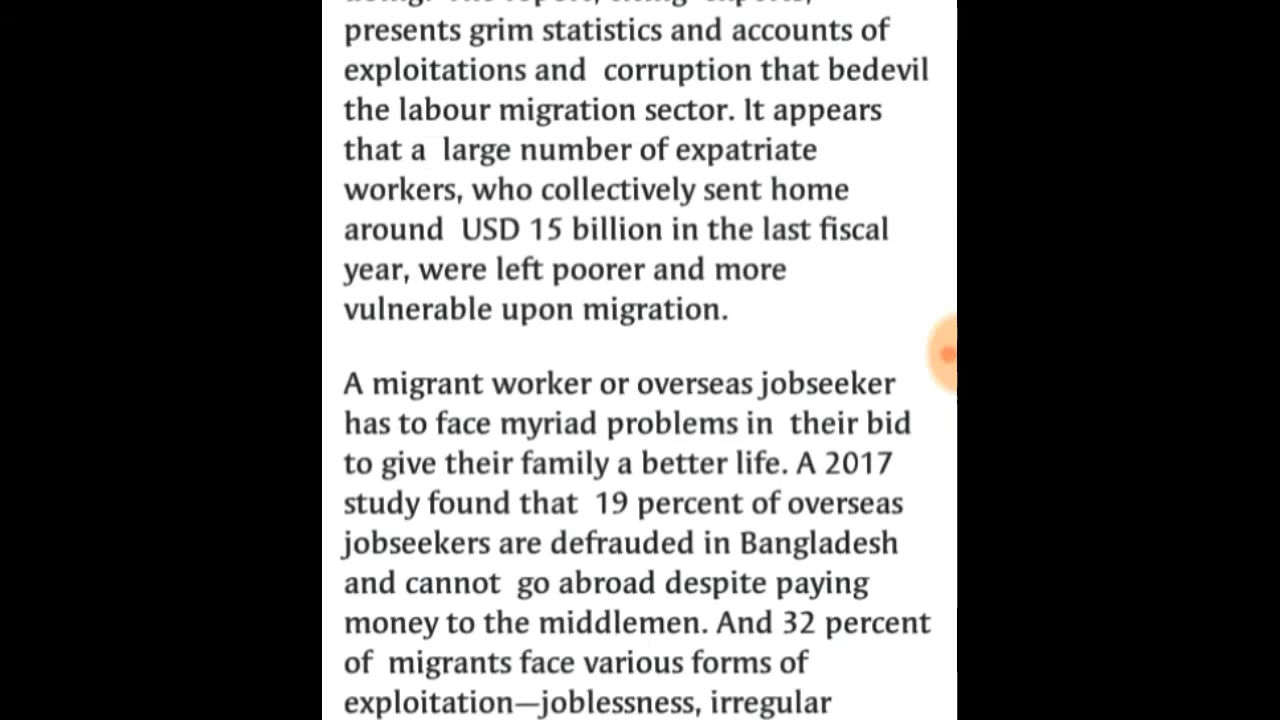 presents grim statistics and accounts of
exploitations and corruption that bedevil
the labour migration sector. It appears
that a large number of expatriate
workers, who collectively sent home
around USD 15 billion in the last fiscal
year, were left poorer and more
vulnerable upon migration.
A migrant worker or overseas jobseeker
has to face myriad problems in their bid
to give their family a better life. A 2017
study found that 19 percent of overseas
jobseekers are defrauded in Bangladesh
and cannot go abroad despite paying
money to the middlemen. And 32 percent
of migrants face various forms of
exploitation—joblessness, irregular